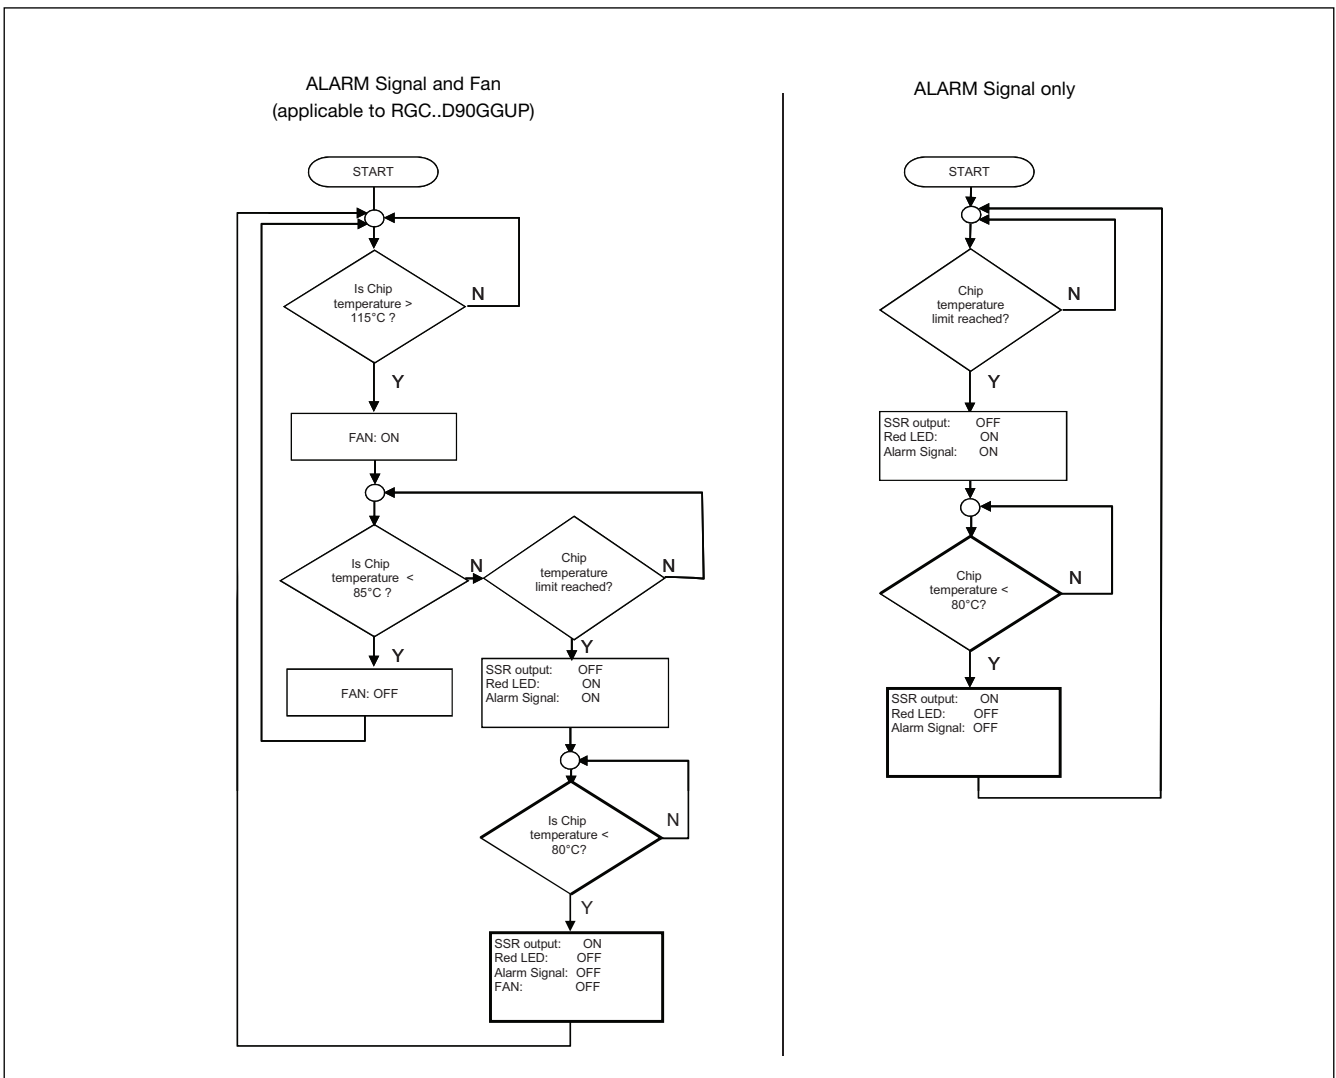 ALARM Signal and Fan
(applicable to RGC..D90GGUP)
START
Is Chip
temperature >
115°C ?
N
Y
FAN: ON
Is Chip
temperature <
85°C ?
N
Chip
temperature
limit reached?
N
Y
Y
FAN: OFF
SSR output: OFF
Red LED: ON
Alarm Signal: ON
Is Chip
temperature <
80°C?
N
Y
SSR output: ON
Red LED: OFF
Alarm Signal: OFF
FAN: OFF
ALARM Signal only
START
Chip
temperature
limit reached?
N
Y
SSR output: OFF
Red LED: ON
Alarm Signal: ON
Chip
temperature <
80°C?
N
Y
SSR output: ON
Red LED: OFF
Alarm Signal: OFF